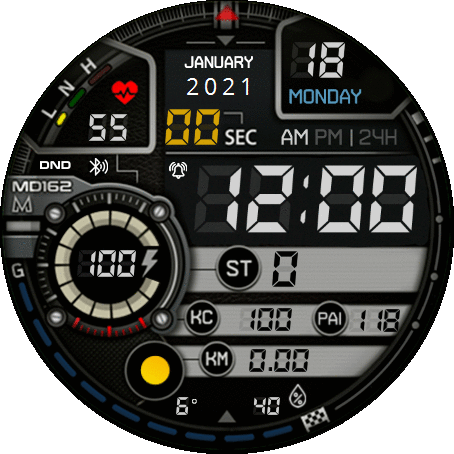 JANUARY
2021
18
MONDAY
L N H
55
00 SEC
AM PM | 24H
DND
MD162
M
12:00
G
100
ST 0
KC 100 PAI 118
KM 0.00
6°
40 %